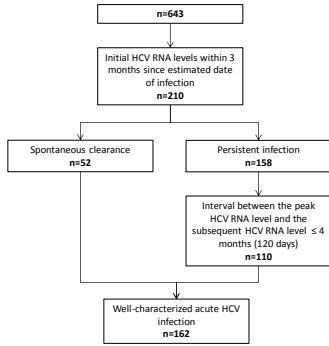 n=643
Initial HCV RNA levels within 3
months since estimated date
of infection
n=210
Spontaneous clearance
n=52
Persistent infection
n=158
Interval between the peak
HCV RNA level and the
subsequent HCV RNA level ≤ 4
months (120 days)
n=110
Well-characterized acute HCV
infection
n=162